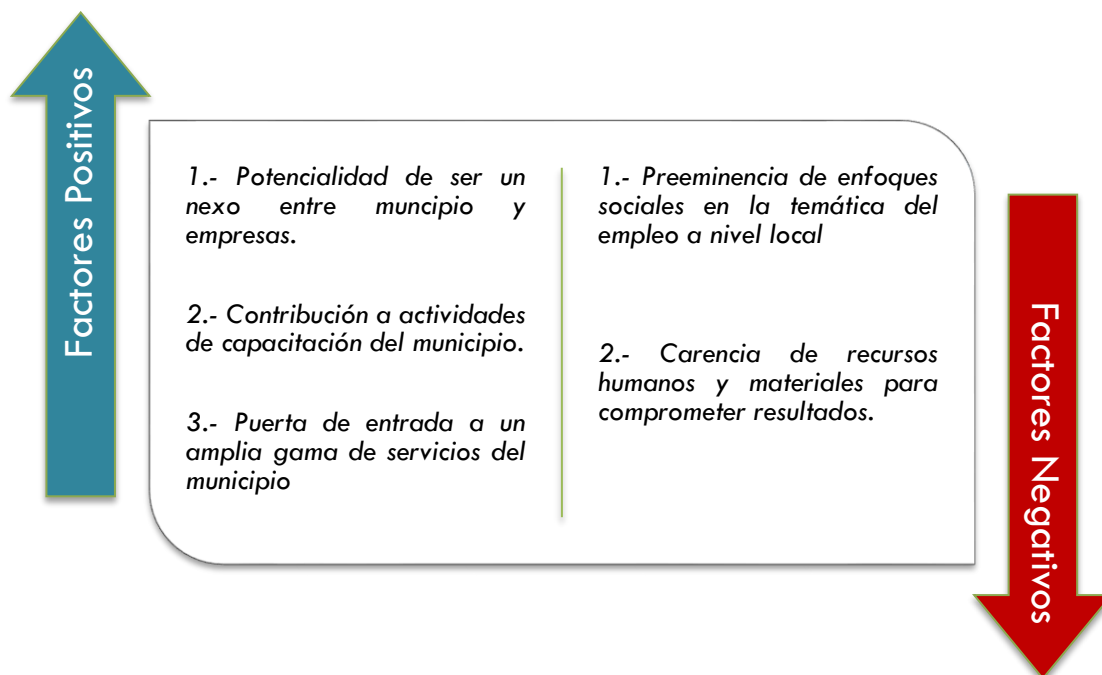 Factores Positivos
1.- Potencialidad de ser un
nexo entre muncipio y
empresas.
2.- Contribución a actividades
de capacitación del municipio.
3.- Puerta de entrada a un
amplia gama de servicios del
municipio
1.- Preeminencia de enfoques
sociales en la temática del
empleo a nivel local
2.- Carencia de recursos
humanos y materiales para
comprometer resultados.
Factores Negativos